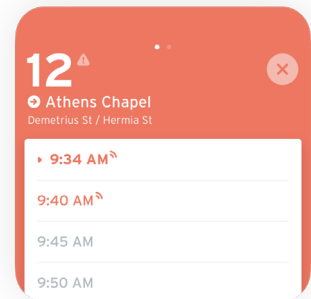 12
Athens Chapel
Demetrius St / Hermia St
9:34 AM
9:40 AM
9:45 AM
9:50 AM